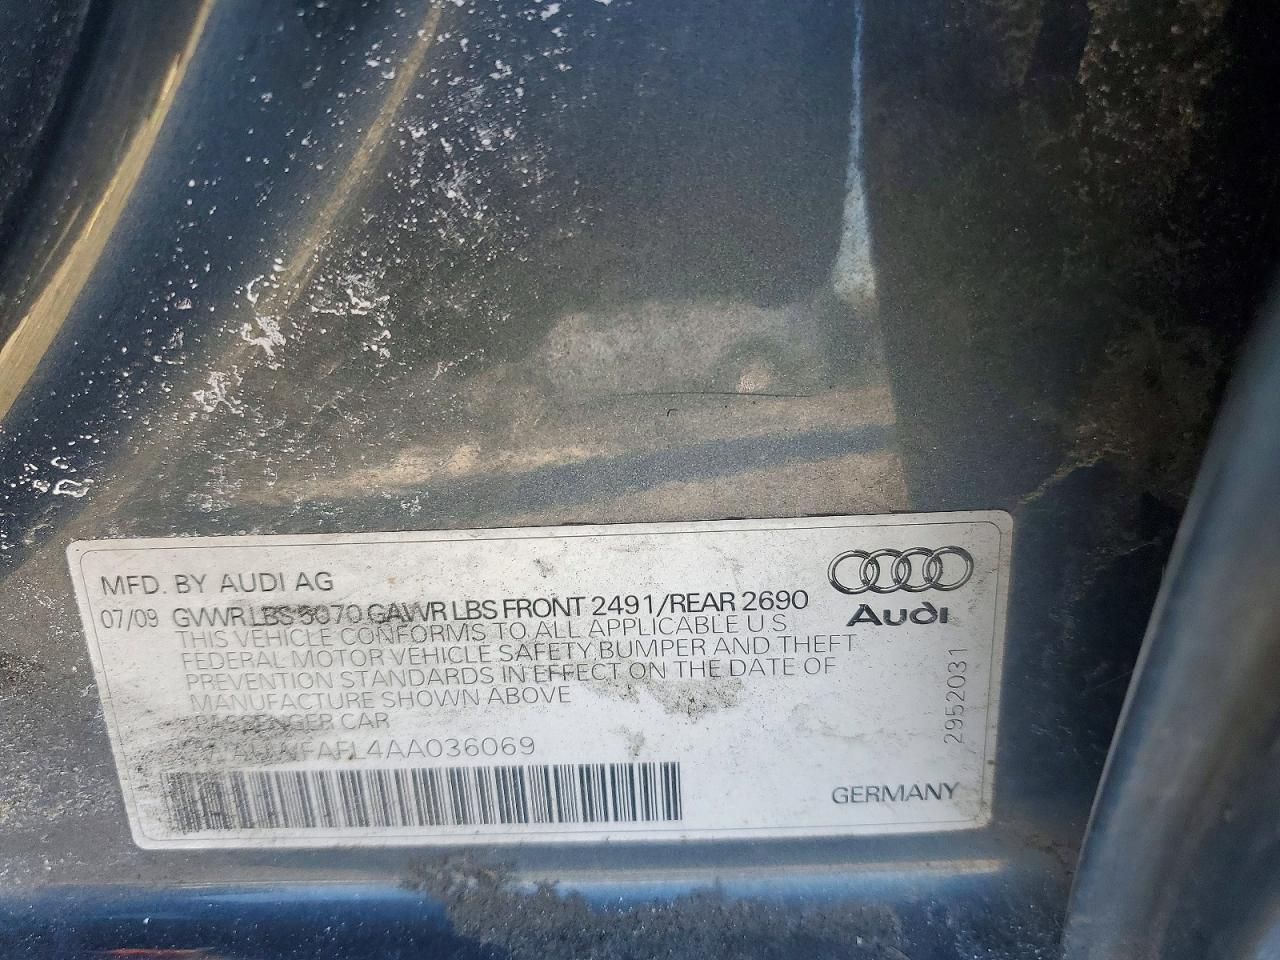 MFD. BY AUDI AG
07/09 GVWR LBS 5070 GAWR LBS FRONT 2491/REAR 2690
THIS VEHICLE CONFORMS TO ALL APPLICABLE U.S.
FEDERAL MOTOR VEHICLE SAFETY BUMPER AND THEFT
PREVENTION STANDARDS IN EFFECT ON THE DATE OF
MANUFACTURE SHOWN ABOVE
PASSENGER CAR
Audi
2952031
GERMANY